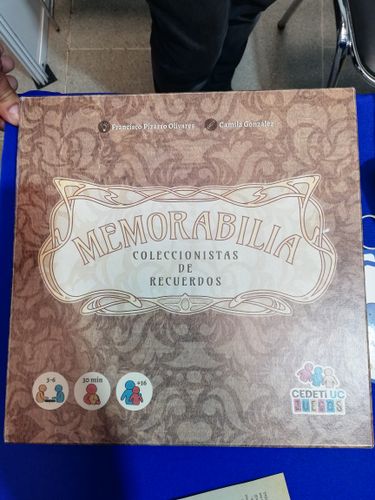 Francisco Pizarro Olivares
Camila González
MEMORABILIA
COLECCIONISTAS
DE
RECUERDOS
3-6
30 min
+16
CEDETi UC
JUEGOS